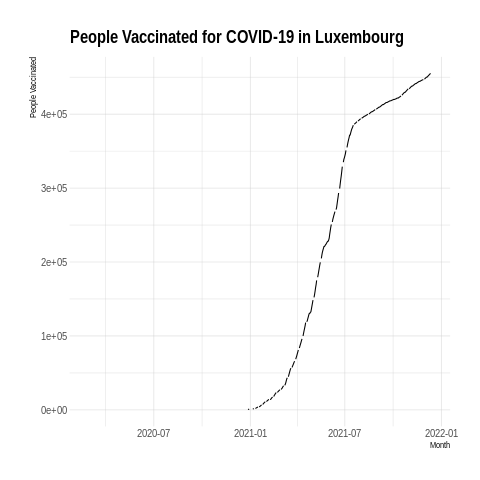 People Vaccinated for COVID-19 in Luxembourg
People Vaccinated
4e+05
3e+05
2e+05
1e+05
0e+00
2020-07
2021-01
2021-07
2022-01
Month